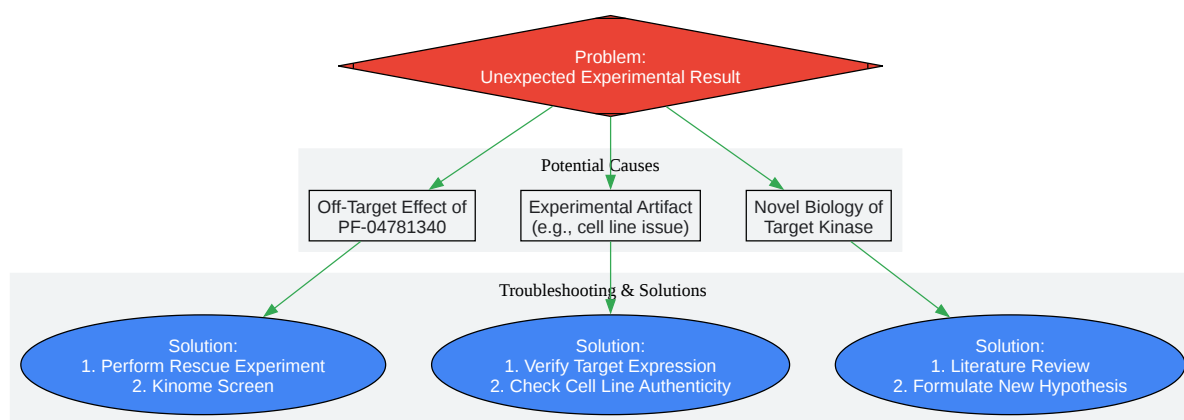 Problem:
Unexpected Experimental Result
Potential Causes
Off-Target Effect of
PF-04781340
Experimental Artifact
(e.g., cell line issue)
Novel Biology of
Target Kinase
Troubleshooting & Solutions
Solution:
1. Perform Rescue Experiment
2. Kinome Screen
Solution:
1. Verify Target Expression
2. Check Cell Line Authenticity
Solution:
1. Literature Review
2. Formulate New Hypothesis